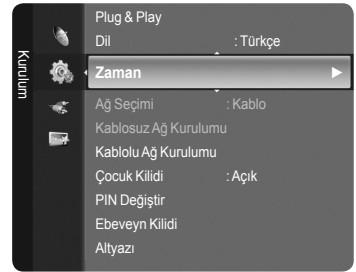 Kurulum
Plug & Play
Dil : Türkçe
Zaman
Ağ Seçimi : Kablo
Kablosuz Ağ Kurulumu
Kablolu Ağ Kurulumu
Çocuk Kilidi : Açık
PIN Değiştir
Ebeveyn Kilidi
Altyazı